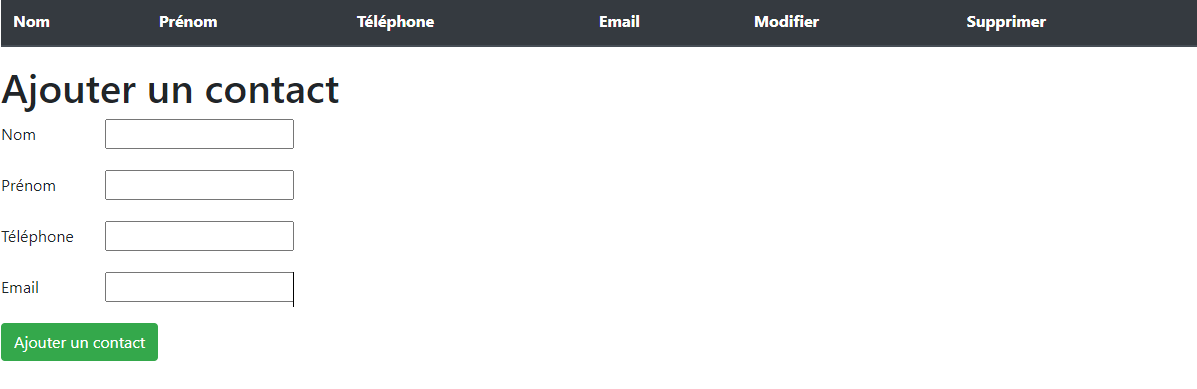 Nom Prénom Téléphone Email Modifier Supprimer
Ajouter un contact
Nom
Prénom
Téléphone
Email
Ajouter un contact